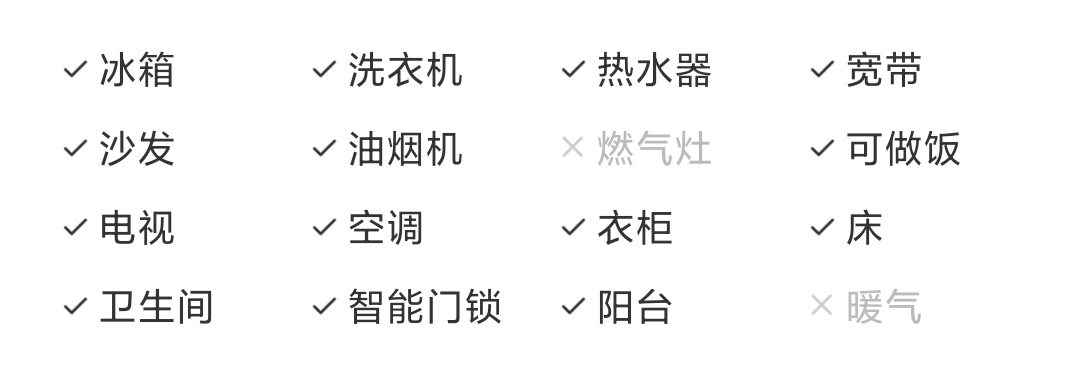 ✓ 冰箱 ✓ 洗衣机 ✓ 热水器 ✓ 宽带
✓ 沙发 ✓ 油烟机 × 燃气灶 ✓ 可做饭
✓ 电视 ✓ 空调 ✓ 衣柜 ✓ 床
✓ 卫生间 ✓ 智能门锁 ✓ 阳台 × 暖气